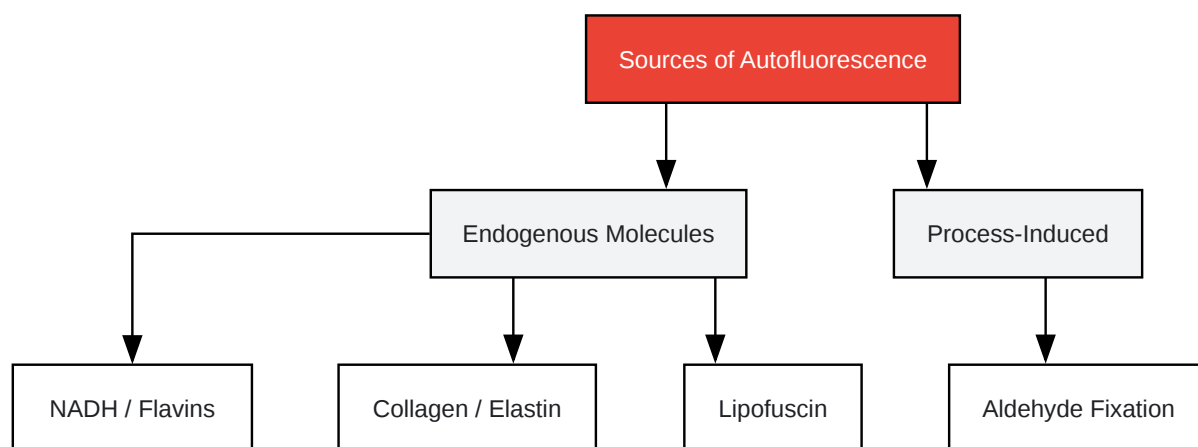 Sources of Autofluorescence
Endogenous Molecules
Process-Induced
NADH / Flavins
Collagen / Elastin
Lipofuscin
Aldehyde Fixation